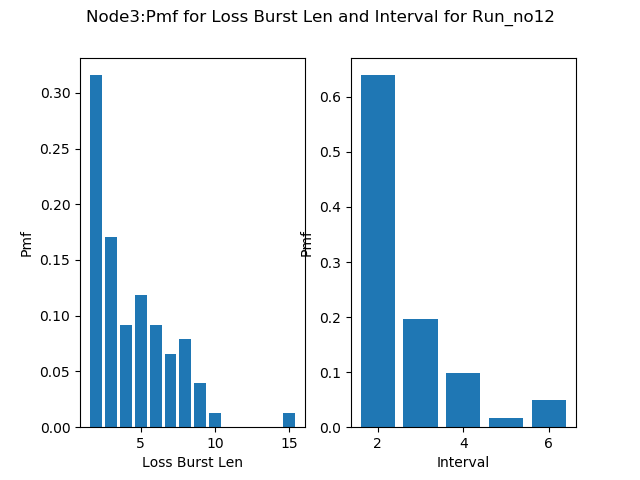 Node3:Pmf for Loss Burst Len and Interval for Run_no12
0.30
0.25
0.20
0.15
0.10
0.05
0.00
Pmf
5 10 15
Loss Burst Len
0.6
0.5
0.4
0.3
0.2
0.1
0.0
Pmf
2 4 6
Interval